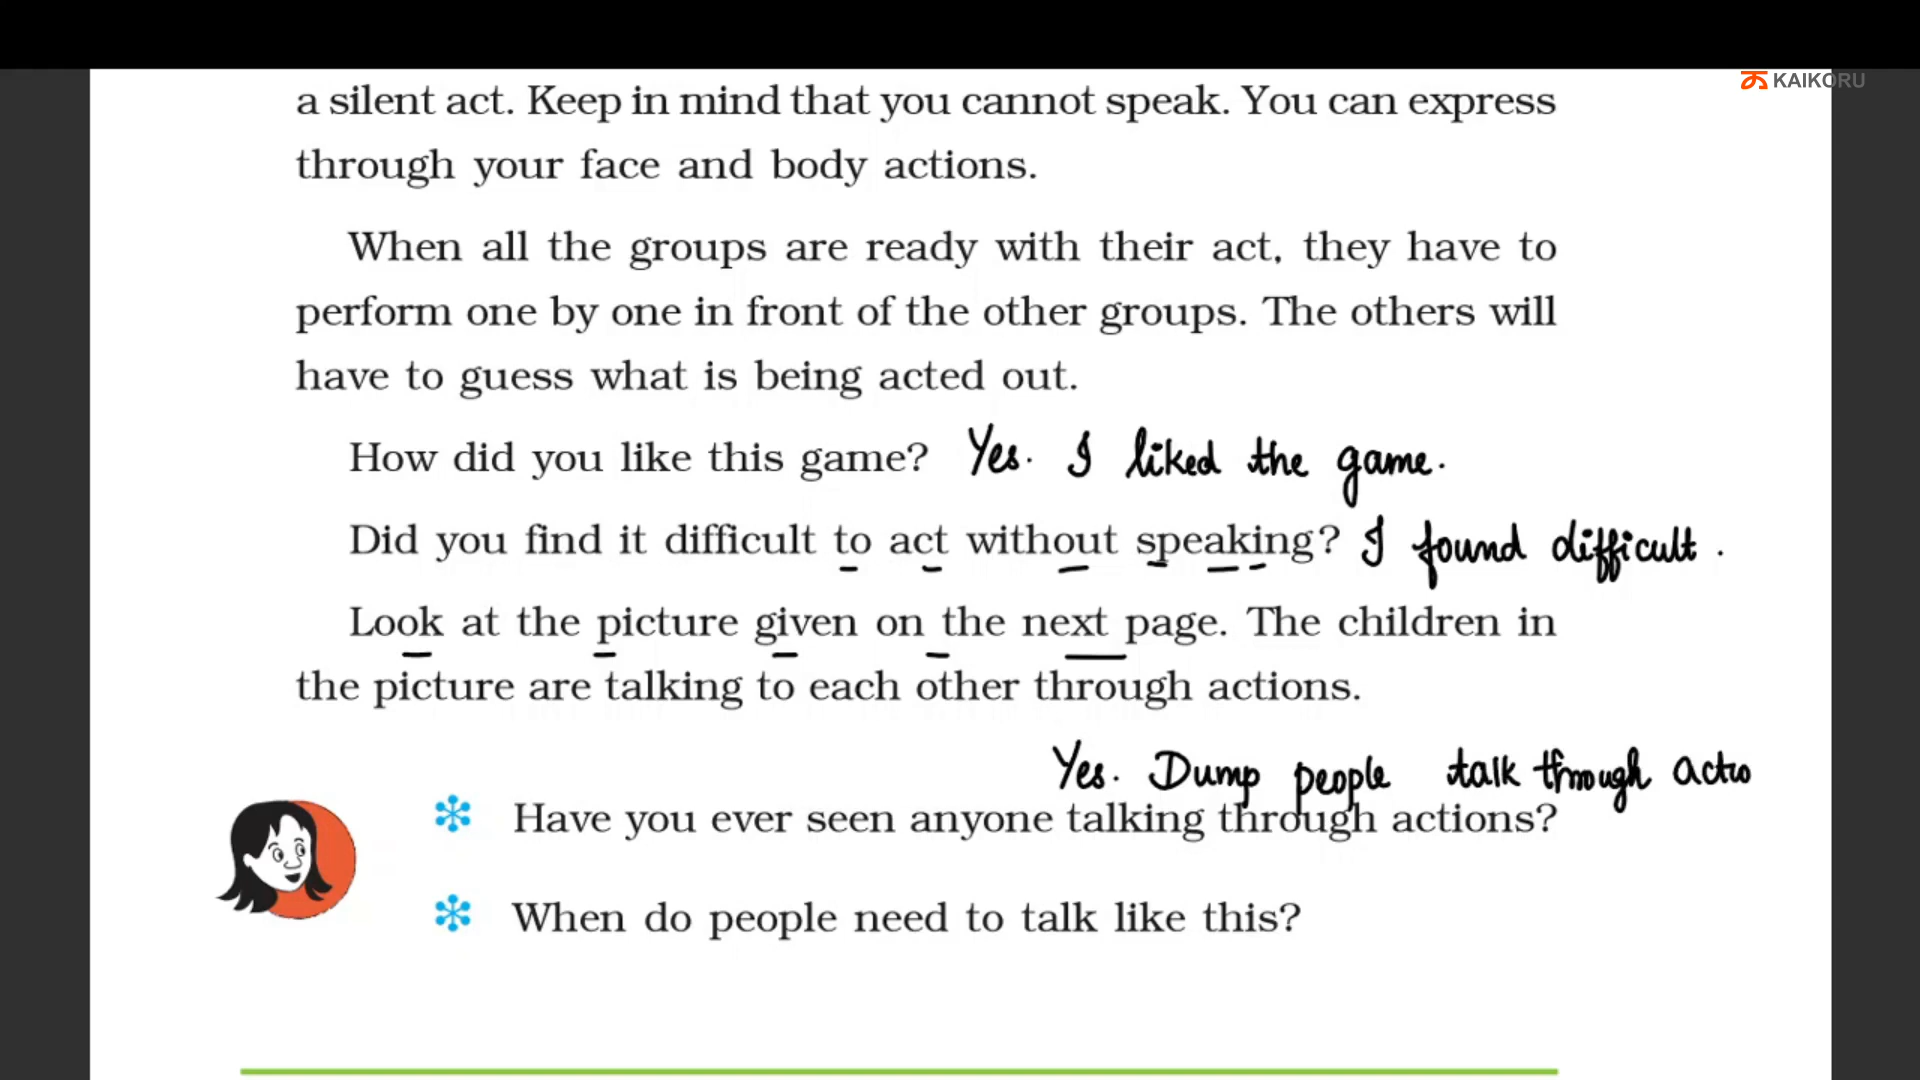 KAIKORU
a silent act. Keep in mind that you cannot speak. You can express
through your face and body actions.
When all the groups are ready with their act, they have to
perform one by one in front of the other groups. The others will
have to guess what is being acted out.
How did you like this game? Yes. I liked the game.
Did you find it difficult to act without speaking? I found difficult.
Look at the picture given on the next page. The children in
the picture are talking to each other through actions.
Yes. Dump people talk through actio
Have you ever seen anyone talking through actions?
When do people need to talk like this?